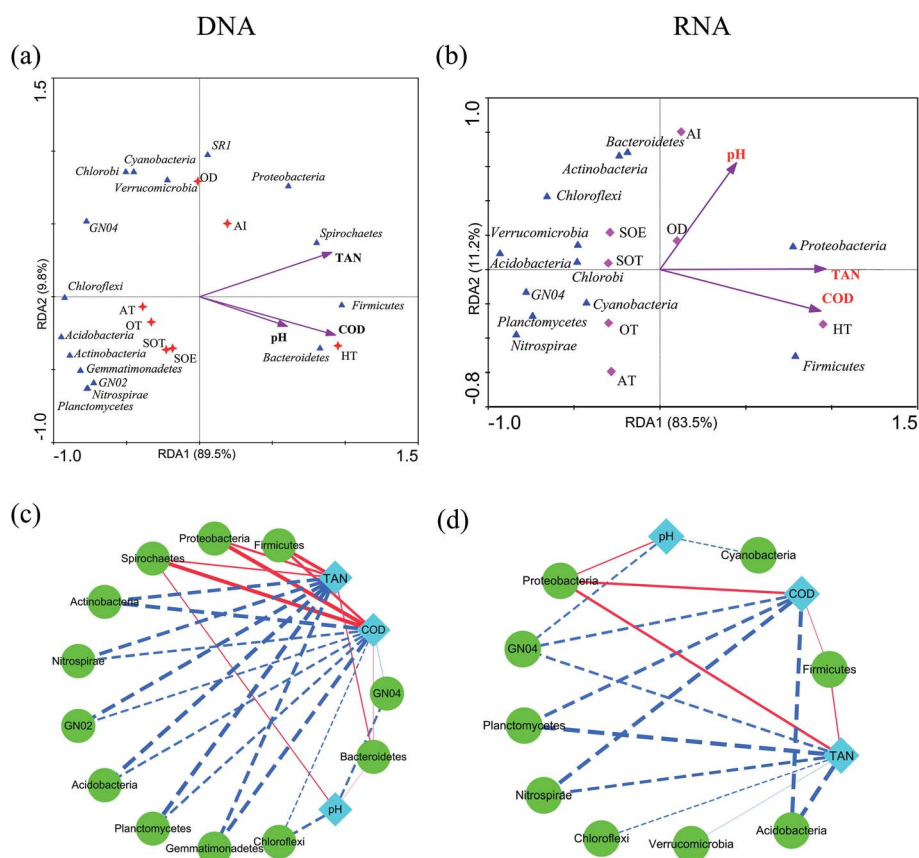 DNA
RNA
(a)
(b)
1.5
SR1
Cyanobacteria
Chlorobi
Verrucomicrobia
OD
Proteobacteria
AI
GN04
Spirochaetes
TAN
RDA2 (9.8%)
Chloroflexi
AT
OT
Firmicutes
COD
pH
Acidobacteria
SOT
SOE
Bacteroidetes
HT
Actinobacteria
Gemmatimonadetes
GN02
Nitrospirae
Planctomycetes
-1.0
-1.0
RDA1 (89.5%)
1.5
1.0
AI
Bacteroidetes
pH
Actinobacteria
Chloroflexi
Verrucomicrobia
SOE
OD
Proteobacteria
RDA2 (11.2%)
Acidobacteria
SOT
Chlorobi
TAN
GN04
Cyanobacteria
COD
Planctomycetes
OT
HT
Nitrospirae
Firmicutes
AT
-0.8
-1.0
RDA1 (83.5%)
1.5
(c)
(d)
Proteobacteria
Firmicutes
Spirochaetes
TAN
Actinobacteria
COD
Nitrospirae
GN04
GN02
Bacteroidetes
Acidobacteria
pH
Planctomycetes
Chloroflexi
Gemmatimonadetes
pH
Cyanobacteria
Proteobacteria
COD
GN04
Firmicutes
Planctomycetes
TAN
Nitrospirae
Chloroflexi
Verrucomicrobia
Acidobacteria